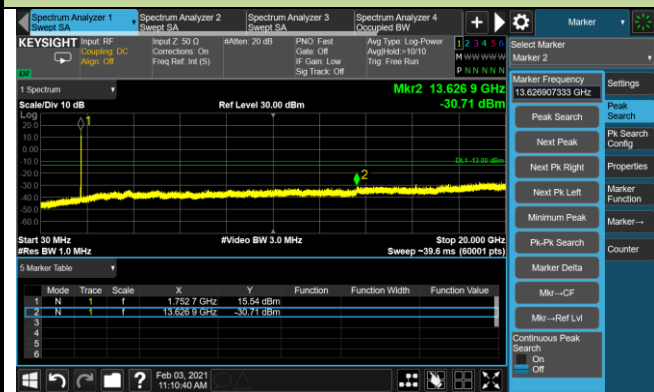 Spectrum Analyzer 1
Swept SA
Spectrum Analyzer 2
Swept SA
Spectrum Analyzer 3
Swept SA
Spectrum Analyzer 4
Occupied BW
+
Marker
KEYSIGHT
Input: RF
Coupling: DC
Align: Off
Input Z: 50 Ω
Corrections: On
Freq Ref: Int (S)
#Atten: 20 dB
PNO: Fast
Gate: Off
IF Gain: Low
Sig Track: Off
Avg Type: Log-Power
Avg|Hold:>10/10
Trig: Free Run
1 2 3 4 5 6
M W W W W W
P N N N N N
Select Marker
Marker 2
Marker Frequency
13.626907333 GHz
Settings
Peak Search
Peak
Search
Next Peak
Pk Search
Config
Next Pk Right
Properties
Next Pk Left
Marker
Function
Minimum Peak
Marker→
Pk-Pk Search
Counter
Marker Delta
Mkr→CF
Mkr→Ref Lvl
Continuous Peak
Search
On
Off
1 Spectrum
Mkr2 13.626 9 GHz
-30.71 dBm
Scale/Div 10 dB
Ref Level 30.00 dBm
Log
20.0
10.0
0.00
-10.0
-20.0
-30.0
-40.0
-50.0
-60.0
1
2
DL1 -13.00 dBm
Start 30 MHz
#Video BW 3.0 MHz
Stop 20.000 GHz
#Res BW 1.0 MHz
Sweep ~39.6 ms (60001 pts)
5 Marker Table
Mode Trace Scale X Y Function Function Width Function Value
1 N 1 f 1.752 7 GHz 15.54 dBm
2 N 1 f 13.626 9 GHz -30.71 dBm
3
4
5
6
?
Feb 03, 2021
11:10:40 AM